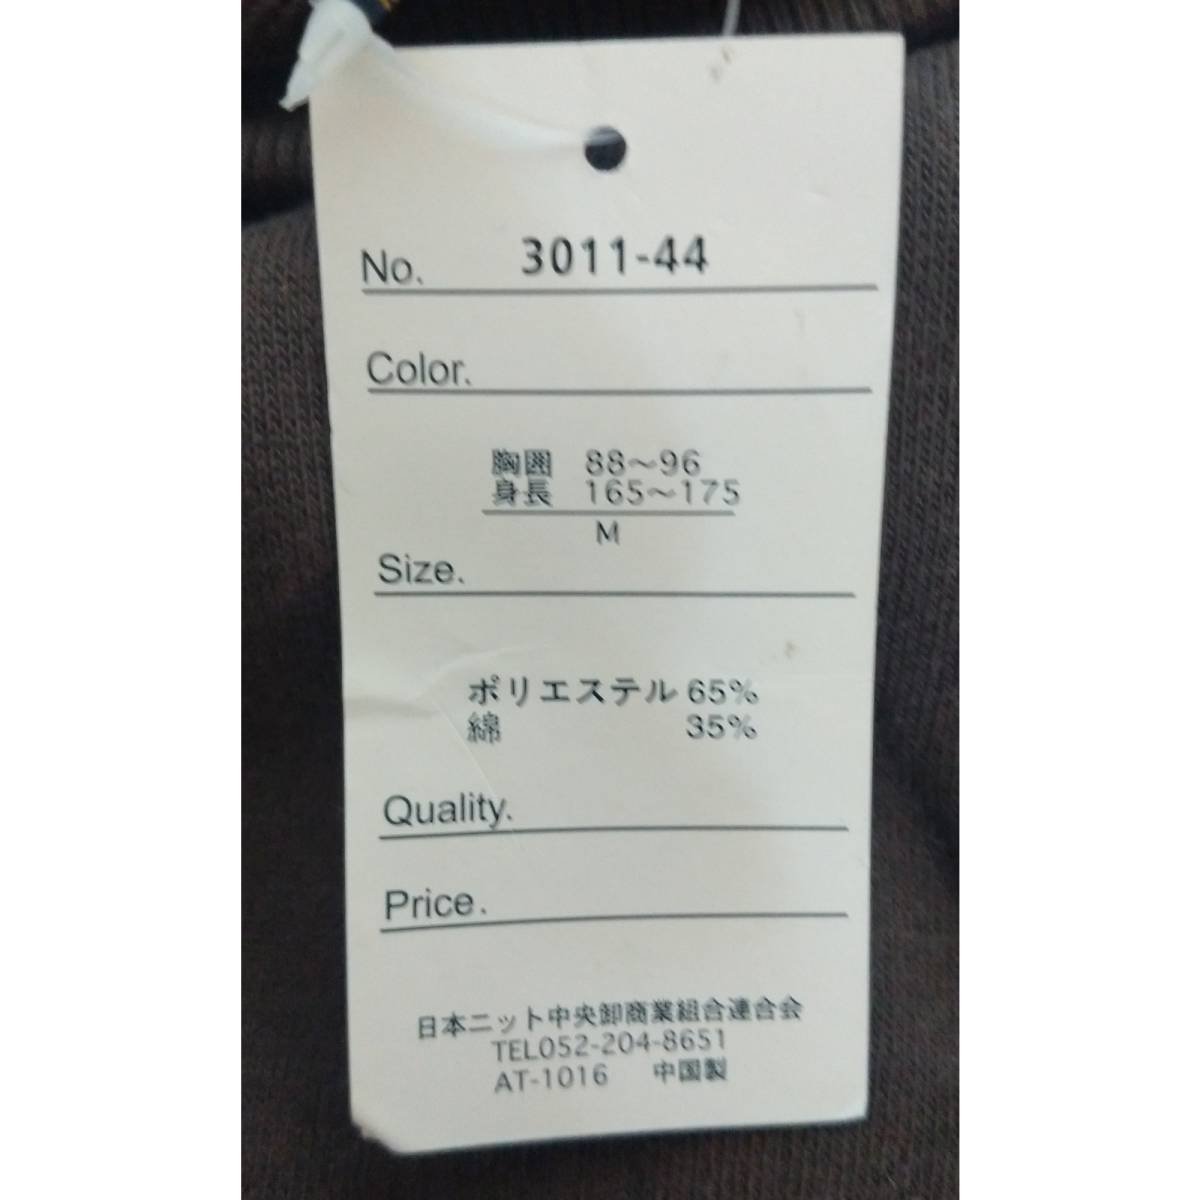 No. 3011-44
Color.
胸囲 88〜96
身長 165〜175
M
Size.
ポリエステル 65%
綿 35%
Quality.
Price.
日本ニット中央卸商業組合連合会
TEL052-204-8651
AT-1016 中国製